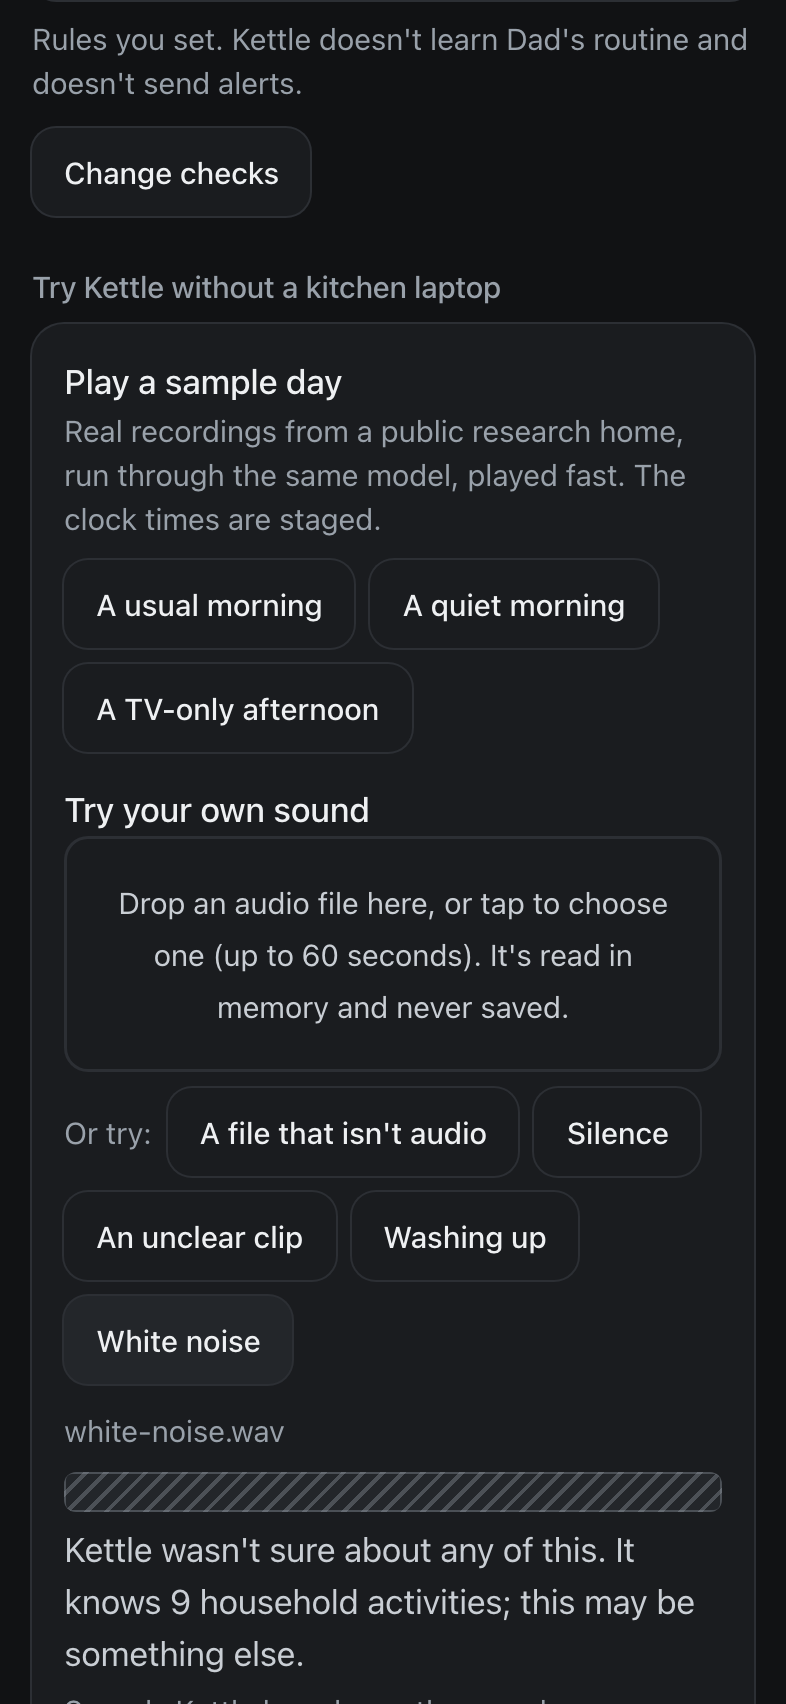 Rules you set. Kettle doesn't learn Dad's routine and
doesn't send alerts.
Change checks
Try Kettle without a kitchen laptop
Play a sample day
Real recordings from a public research home,
run through the same model, played fast. The
clock times are staged.
A usual morning
A quiet morning
A TV-only afternoon
Try your own sound
Drop an audio file here, or tap to choose
one (up to 60 seconds). It's read in
memory and never saved.
Or try:
A file that isn't audio
Silence
An unclear clip
Washing up
White noise
white-noise.wav
Kettle wasn't sure about any of this. It
knows 9 household activities; this may be
something else.